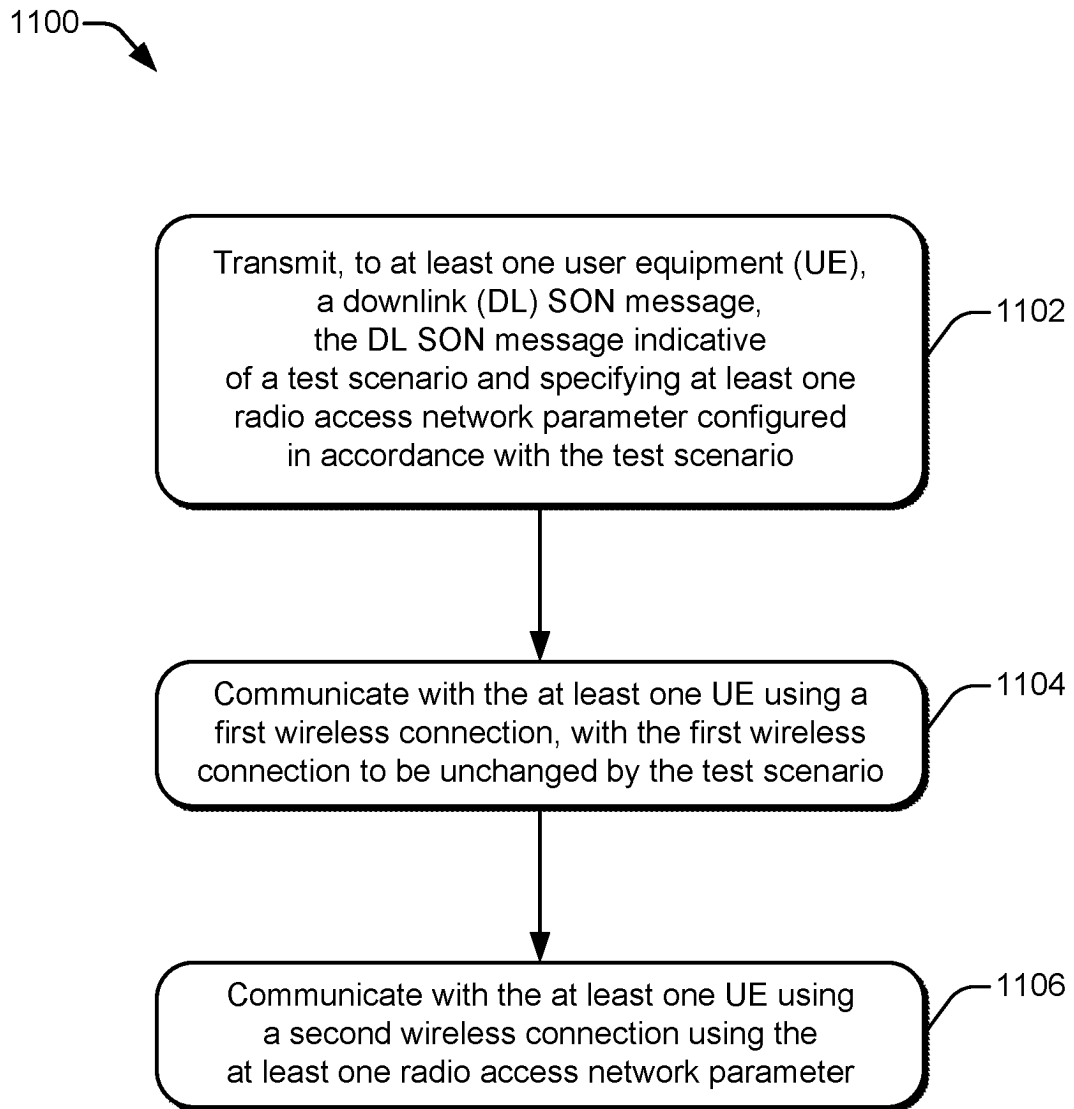 1100
Transmit, to at least one user equipment (UE),
a downlink (DL) SON message,
the DL SON message indicative
of a test scenario and specifying at least one
radio access network parameter configured
in accordance with the test scenario
1102
Communicate with the at least one UE using a
first wireless connection, with the first wireless
connection to be unchanged by the test scenario
1104
Communicate with the at least one UE using
a second wireless connection using the
at least one radio access network parameter
1106